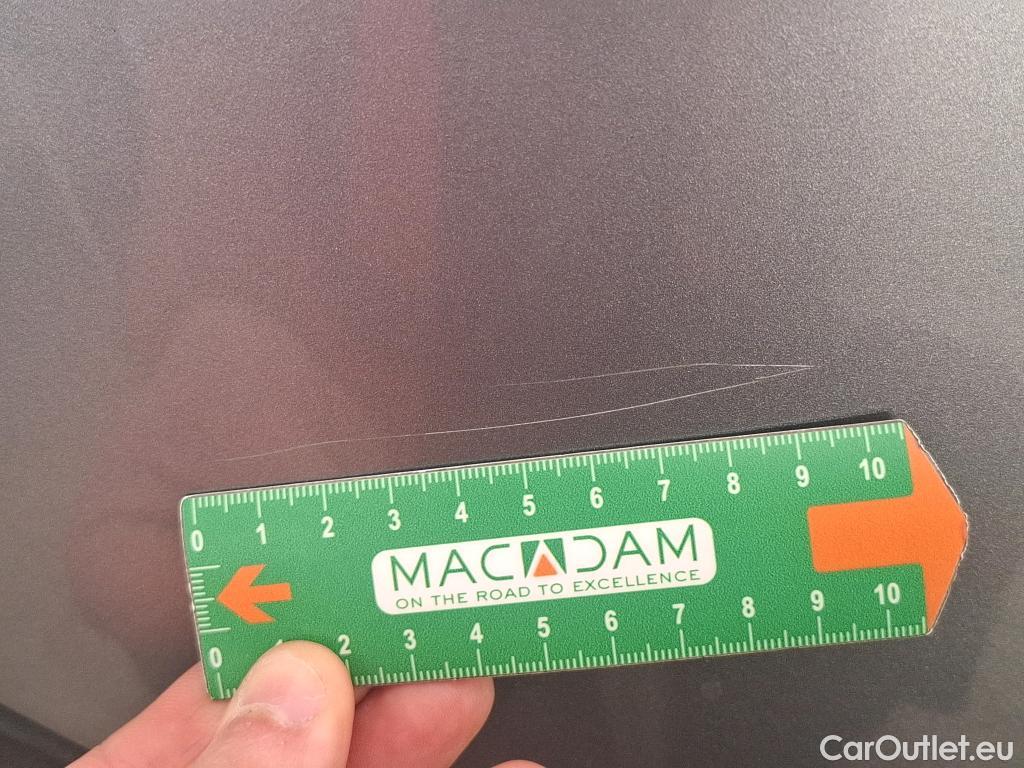 0 1 2 3 4 5 6 7 8 9 10
MACADAM
ON THE ROAD TO EXCELLENCE
0 2 3 4 5 6 7 8 9 10
CarOutlet.eu